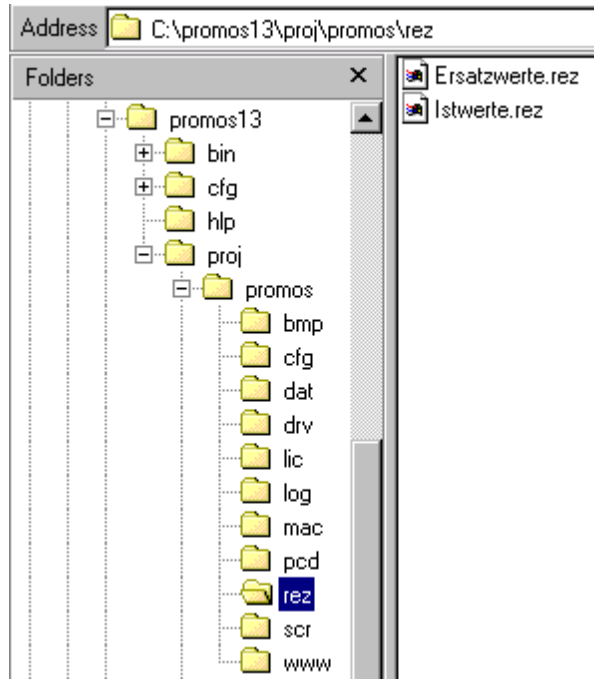 Address C:\promos13\proj\promos\rez
Folders
promos13
bin
cfg
hlp
proj
promos
bmp
cfg
dat
drv
lic
log
mac
pcd
rez
scr
www
Ersatzwerte.rez
Istwerte.rez